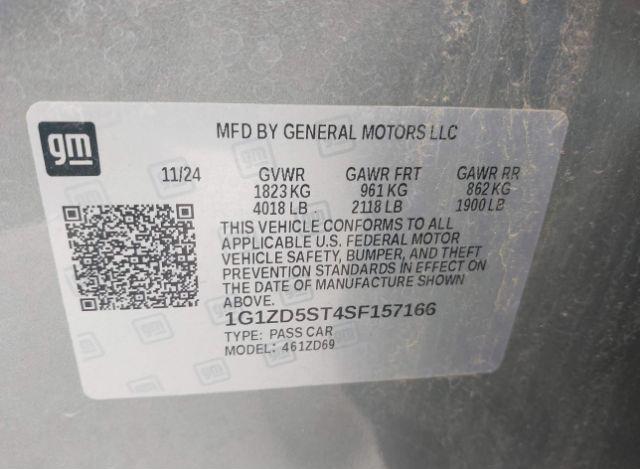 gm
MFD BY GENERAL MOTORS LLC
11/24 GVWR GAWR FRT GAWR RR
1823 KG 961 KG 862 KG
4018 LB 2118 LB 1900 LB
THIS VEHICLE CONFORMS TO ALL
APPLICABLE U.S. FEDERAL MOTOR
VEHICLE SAFETY, BUMPER, AND THEFT
PREVENTION STANDARDS IN EFFECT ON
THE DATE OF MANUFACTURE SHOWN
ABOVE.
1G1ZD5ST4SF157166
TYPE: PASS CAR
MODEL: 461ZD69